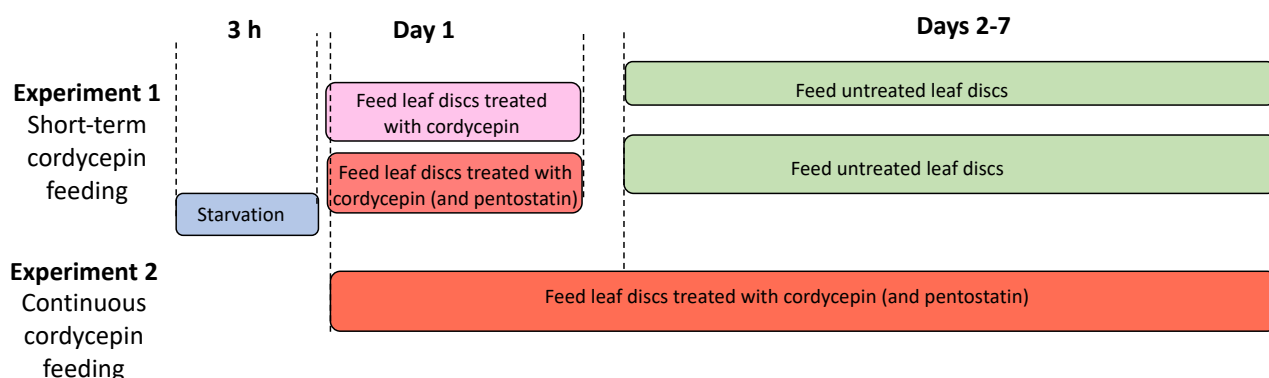 3 h
Day 1
Days 2-7
Experiment 1
Short-term
cordycepin
feeding
Feed leaf discs treated
with cordycepin
Feed untreated leaf discs
Feed leaf discs treated with
cordycepin (and pentostatin)
Feed untreated leaf discs
Starvation
Experiment 2
Continuous
cordycepin
feeding
Feed leaf discs treated with cordycepin (and pentostatin)